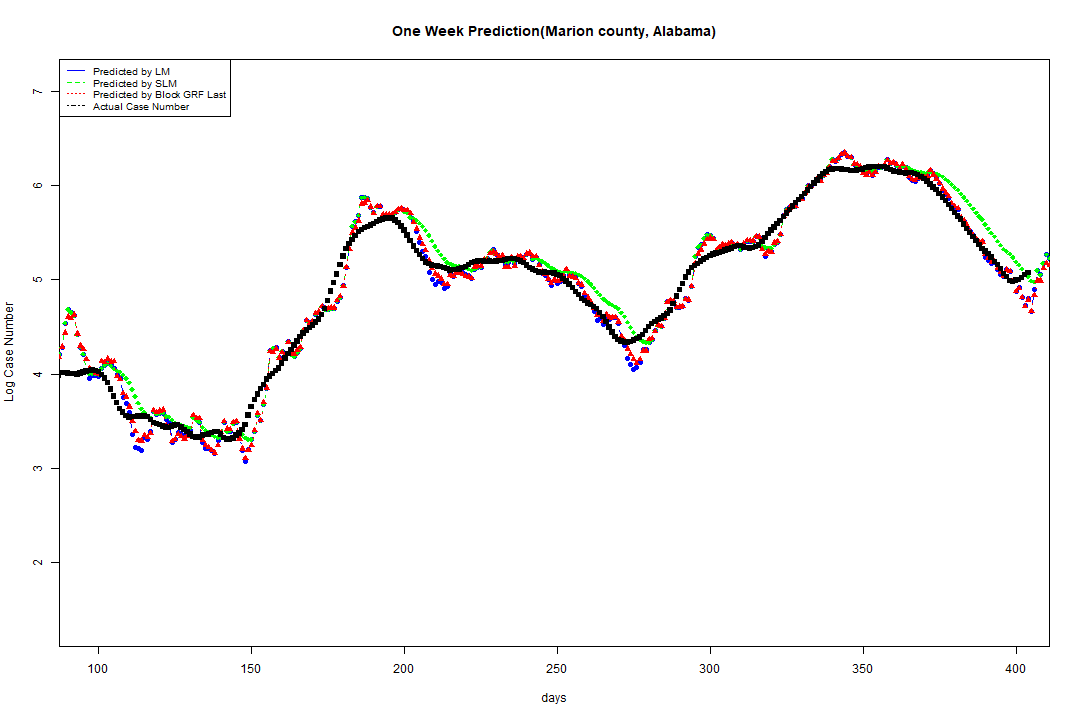 One Week Prediction(Marion county, Alabama)
Predicted by LM
Predicted by SLM
Predicted by Block GRF Last
Actual Case Number
7
6
5
4
3
2
Log Case Number
100 150 200 250 300 350 400
days